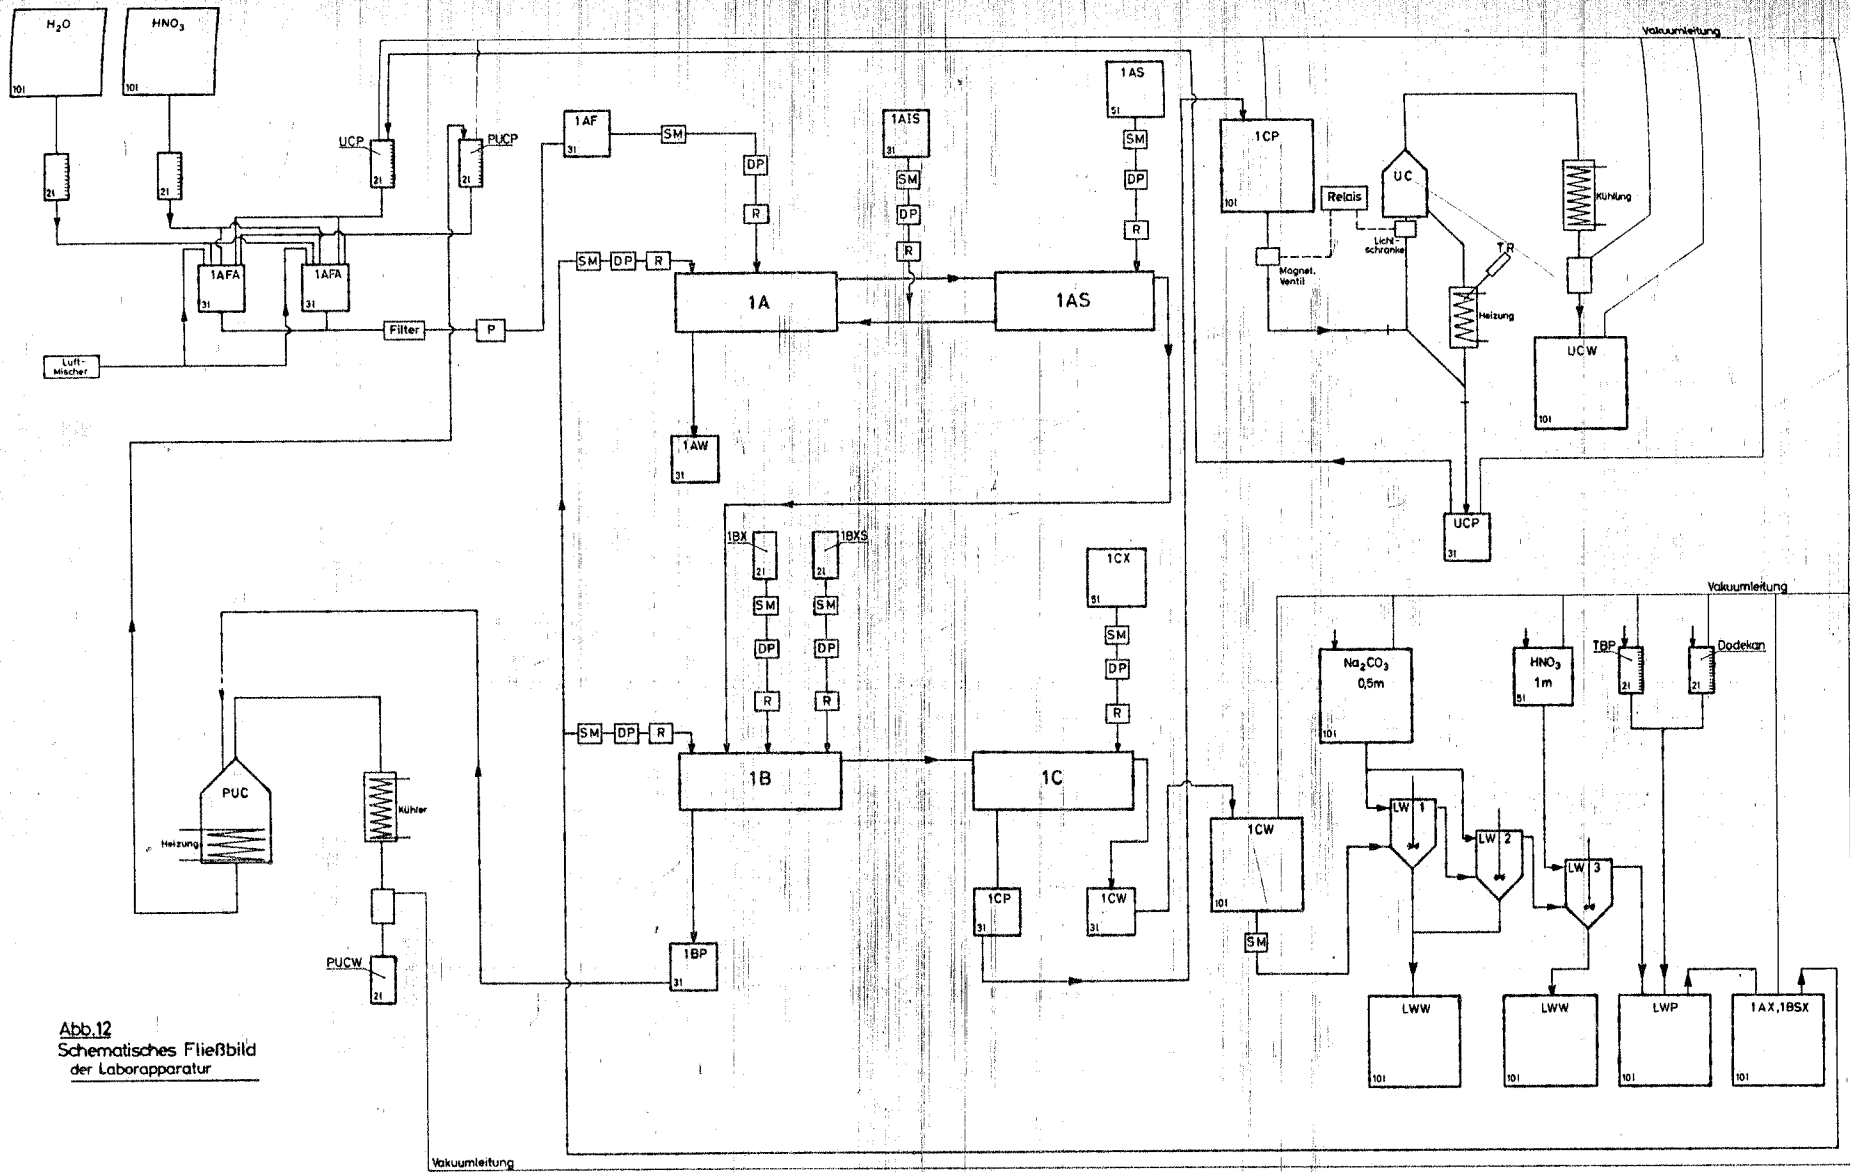 H₂O
10l
HNO₃
10l
2l
2l
UCP
2l
PUCP
2l
1AFA
3l
1AFA
3l
Filter
P
Luft-
Mischer
1AF
3l
SM
DP
R
1AIS
3l
SM
DP
R
1AS
5l
SM
DP
R
SM
DP
R
1A
1AS
1AW
3l
Vakuumleitung
1CP
10l
Relais
Magnet.
Ventil
Licht-
schranke
UC
TR
Heizung
Kühlung
UCW
10l
UCP
3l
1BX
2l
SM
DP
R
1BXS
2l
SM
DP
R
1CX
5l
SM
DP
R
SM
DP
R
1B
1C
1BP
3l
1CP
3l
1CW
3l
1CW
10l
SM
PUC
Heizung
Kühler
PUCW
2l
Vakuumleitung
Na₂CO₃
0,5m
10l
HNO₃
1m
5l
TBP
2l
Dodekan
2l
LW 1
LW 2
LW 3
LWW
10l
LWW
10l
LWP
10l
1AX,1BSX
10l
Abb.12
Schematisches Fließbild
der Laborapparatur
Vakuumleitung